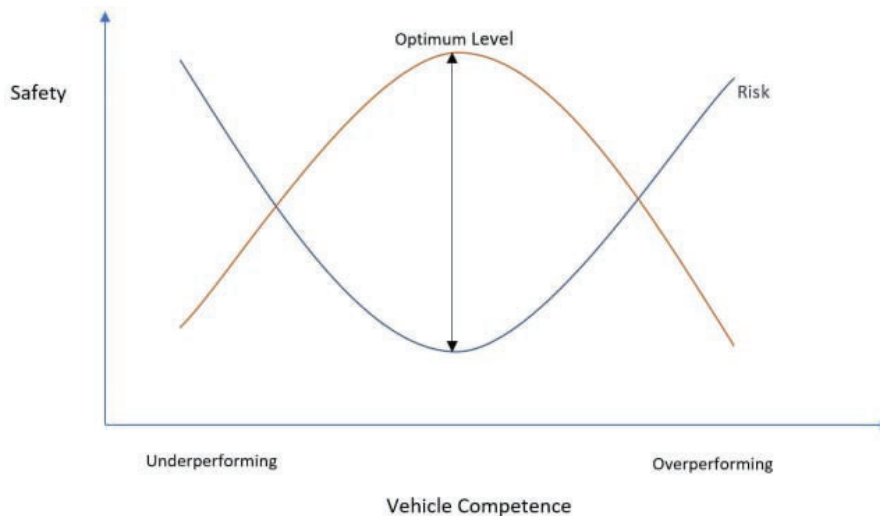 Optimum Level
Safety
Risk
Underperforming
Overperforming
Vehicle Competence